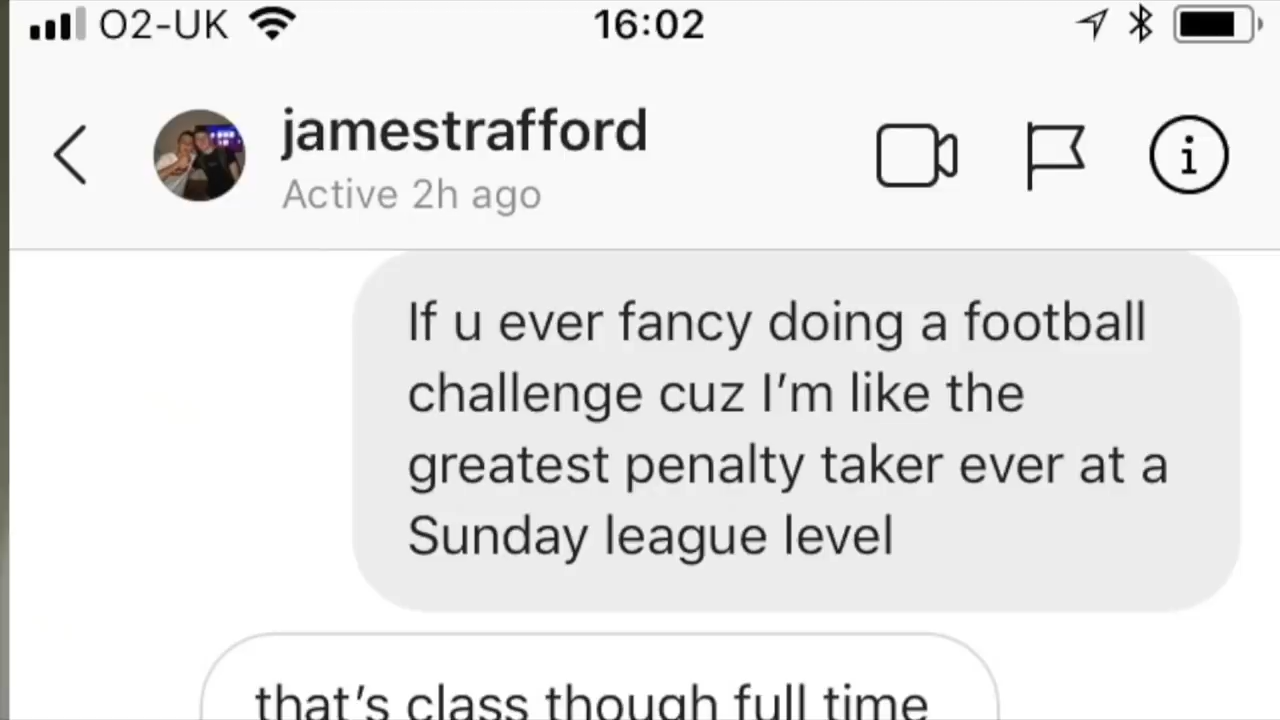 O2-UK 16:02
jamestrafford
Active 2h ago
If u ever fancy doing a football
challenge cuz I’m like the
greatest penalty taker ever at a
Sunday league level
that’s class though full time